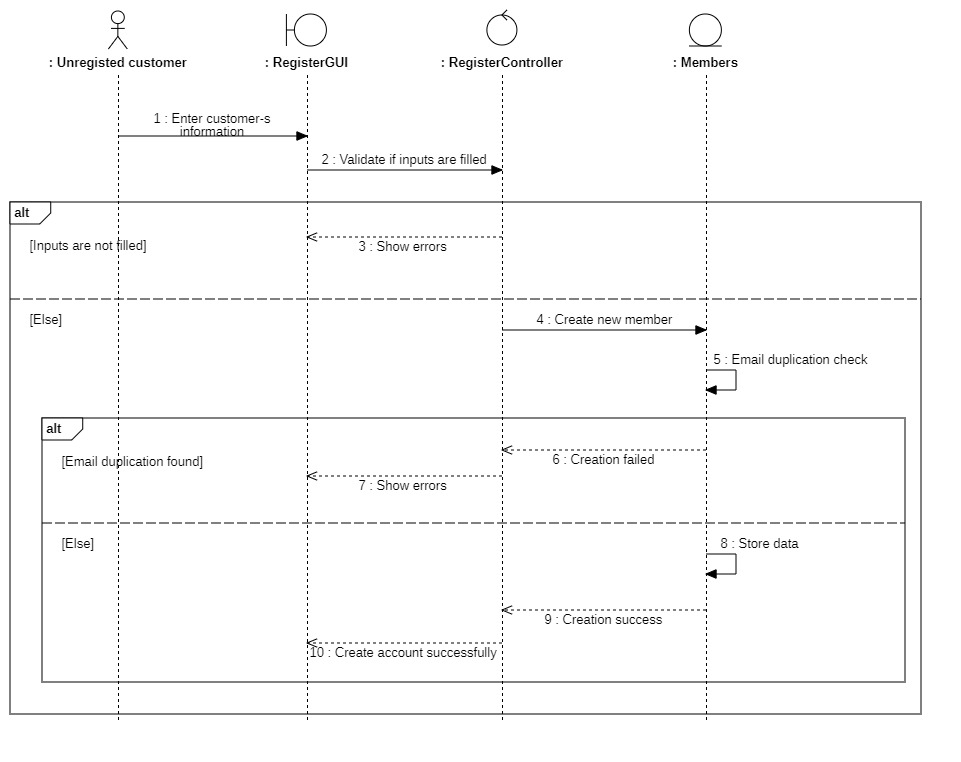 : Unregisted customer
: RegisterGUI
: RegisterController
: Members
1 : Enter customer-s
information
2 : Validate if inputs are filled
alt
3 : Show errors
[Inputs are not filled]
[Else]
4 : Create new member
5 : Email duplication check
alt
[Email duplication found]
6 : Creation failed
7 : Show errors
[Else]
8 : Store data
9 : Creation success
10 : Create account successfully